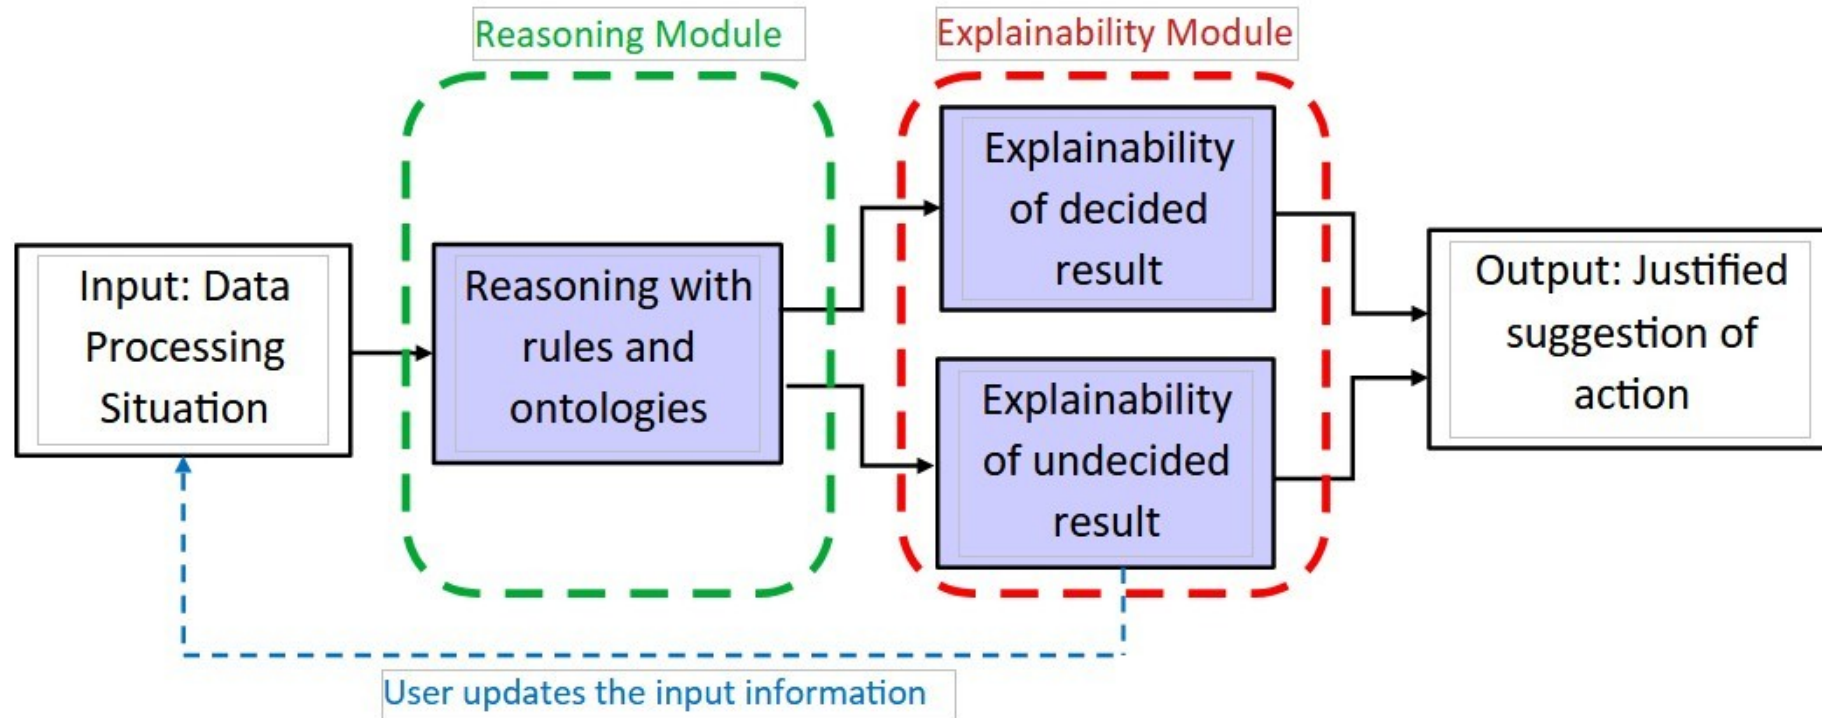 Reasoning Module
Explainability Module
Input: Data
Processing
Situation
Reasoning with
rules and
ontologies
Explainability
of decided
result
Explainability
of undecided
result
Output: Justified
suggestion of
action
User updates the input information